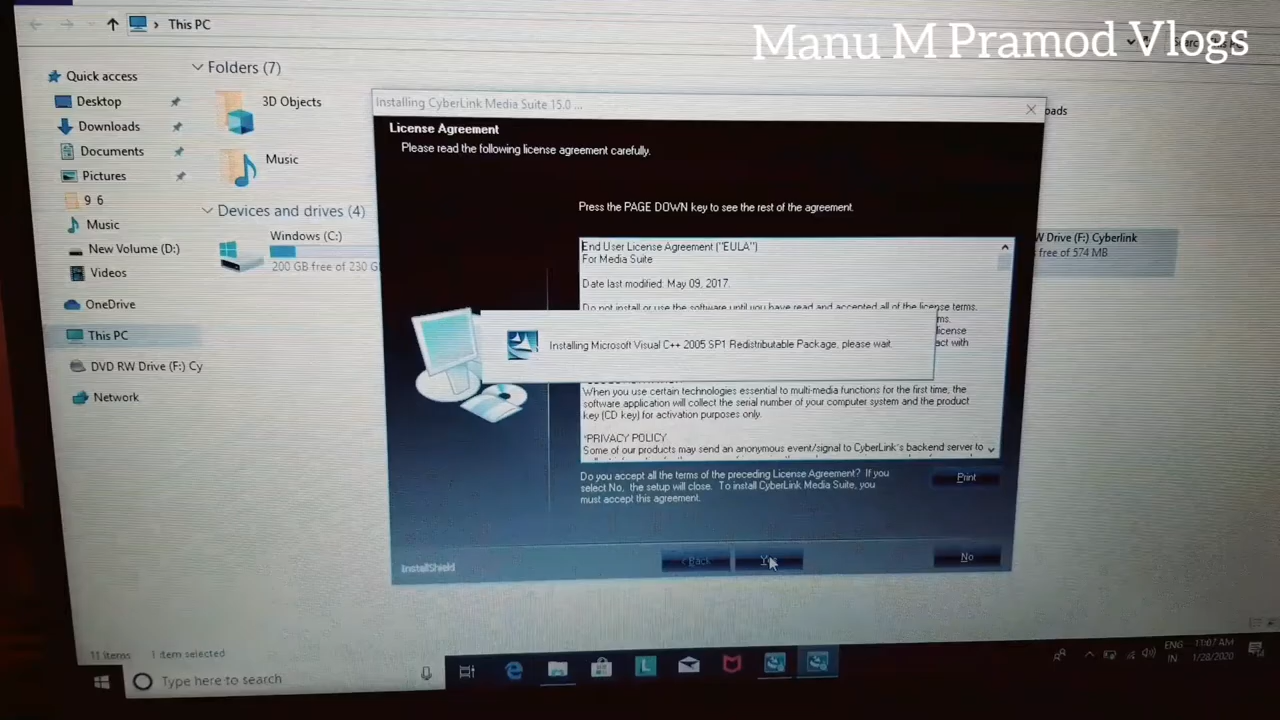 This PC
Manu M Pramod Vlogs
Quick access
Desktop
Downloads
Documents
Pictures
9 6
Music
New Volume (D:)
Videos
OneDrive
This PC
DVD RW Drive (F:) Cy
Network
Folders (7)
3D Objects
Music
Devices and drives (4)
Windows (C:)
200 GB free of 230 G
oads
W Drive (F:) Cyberlink
free of 574 MB
Installing CyberLink Media Suite 15.0 ...
License Agreement
Please read the following license agreement carefully.
Press the PAGE DOWN key to see the rest of the agreement.
End User License Agreement ("EULA")
For Media Suite
Date last modified: May 09, 2017.
Do not install or use the software until you have read and accepted all of the license terms.
ms.
license
act with
Installing Microsoft Visual C++ 2005 SP1 Redistributable Package, please wait.
When you use certain technologies essential to multi-media functions for the first time, the
software application will collect the serial number of your computer system and the product
key (CD key) for activation purposes only.
*PRIVACY POLICY
Some of our products may send an anonymous event/signal to CyberLink's backend server to
Do you accept all the terms of the preceding License Agreement? If you
select No, the setup will close. To install CyberLink Media Suite, you
must accept this agreement.
Print
InstallShield
< Back
Yes
No
11 items 1 item selected
Type here to search
ENG
IN
11:07 AM
1/28/2020